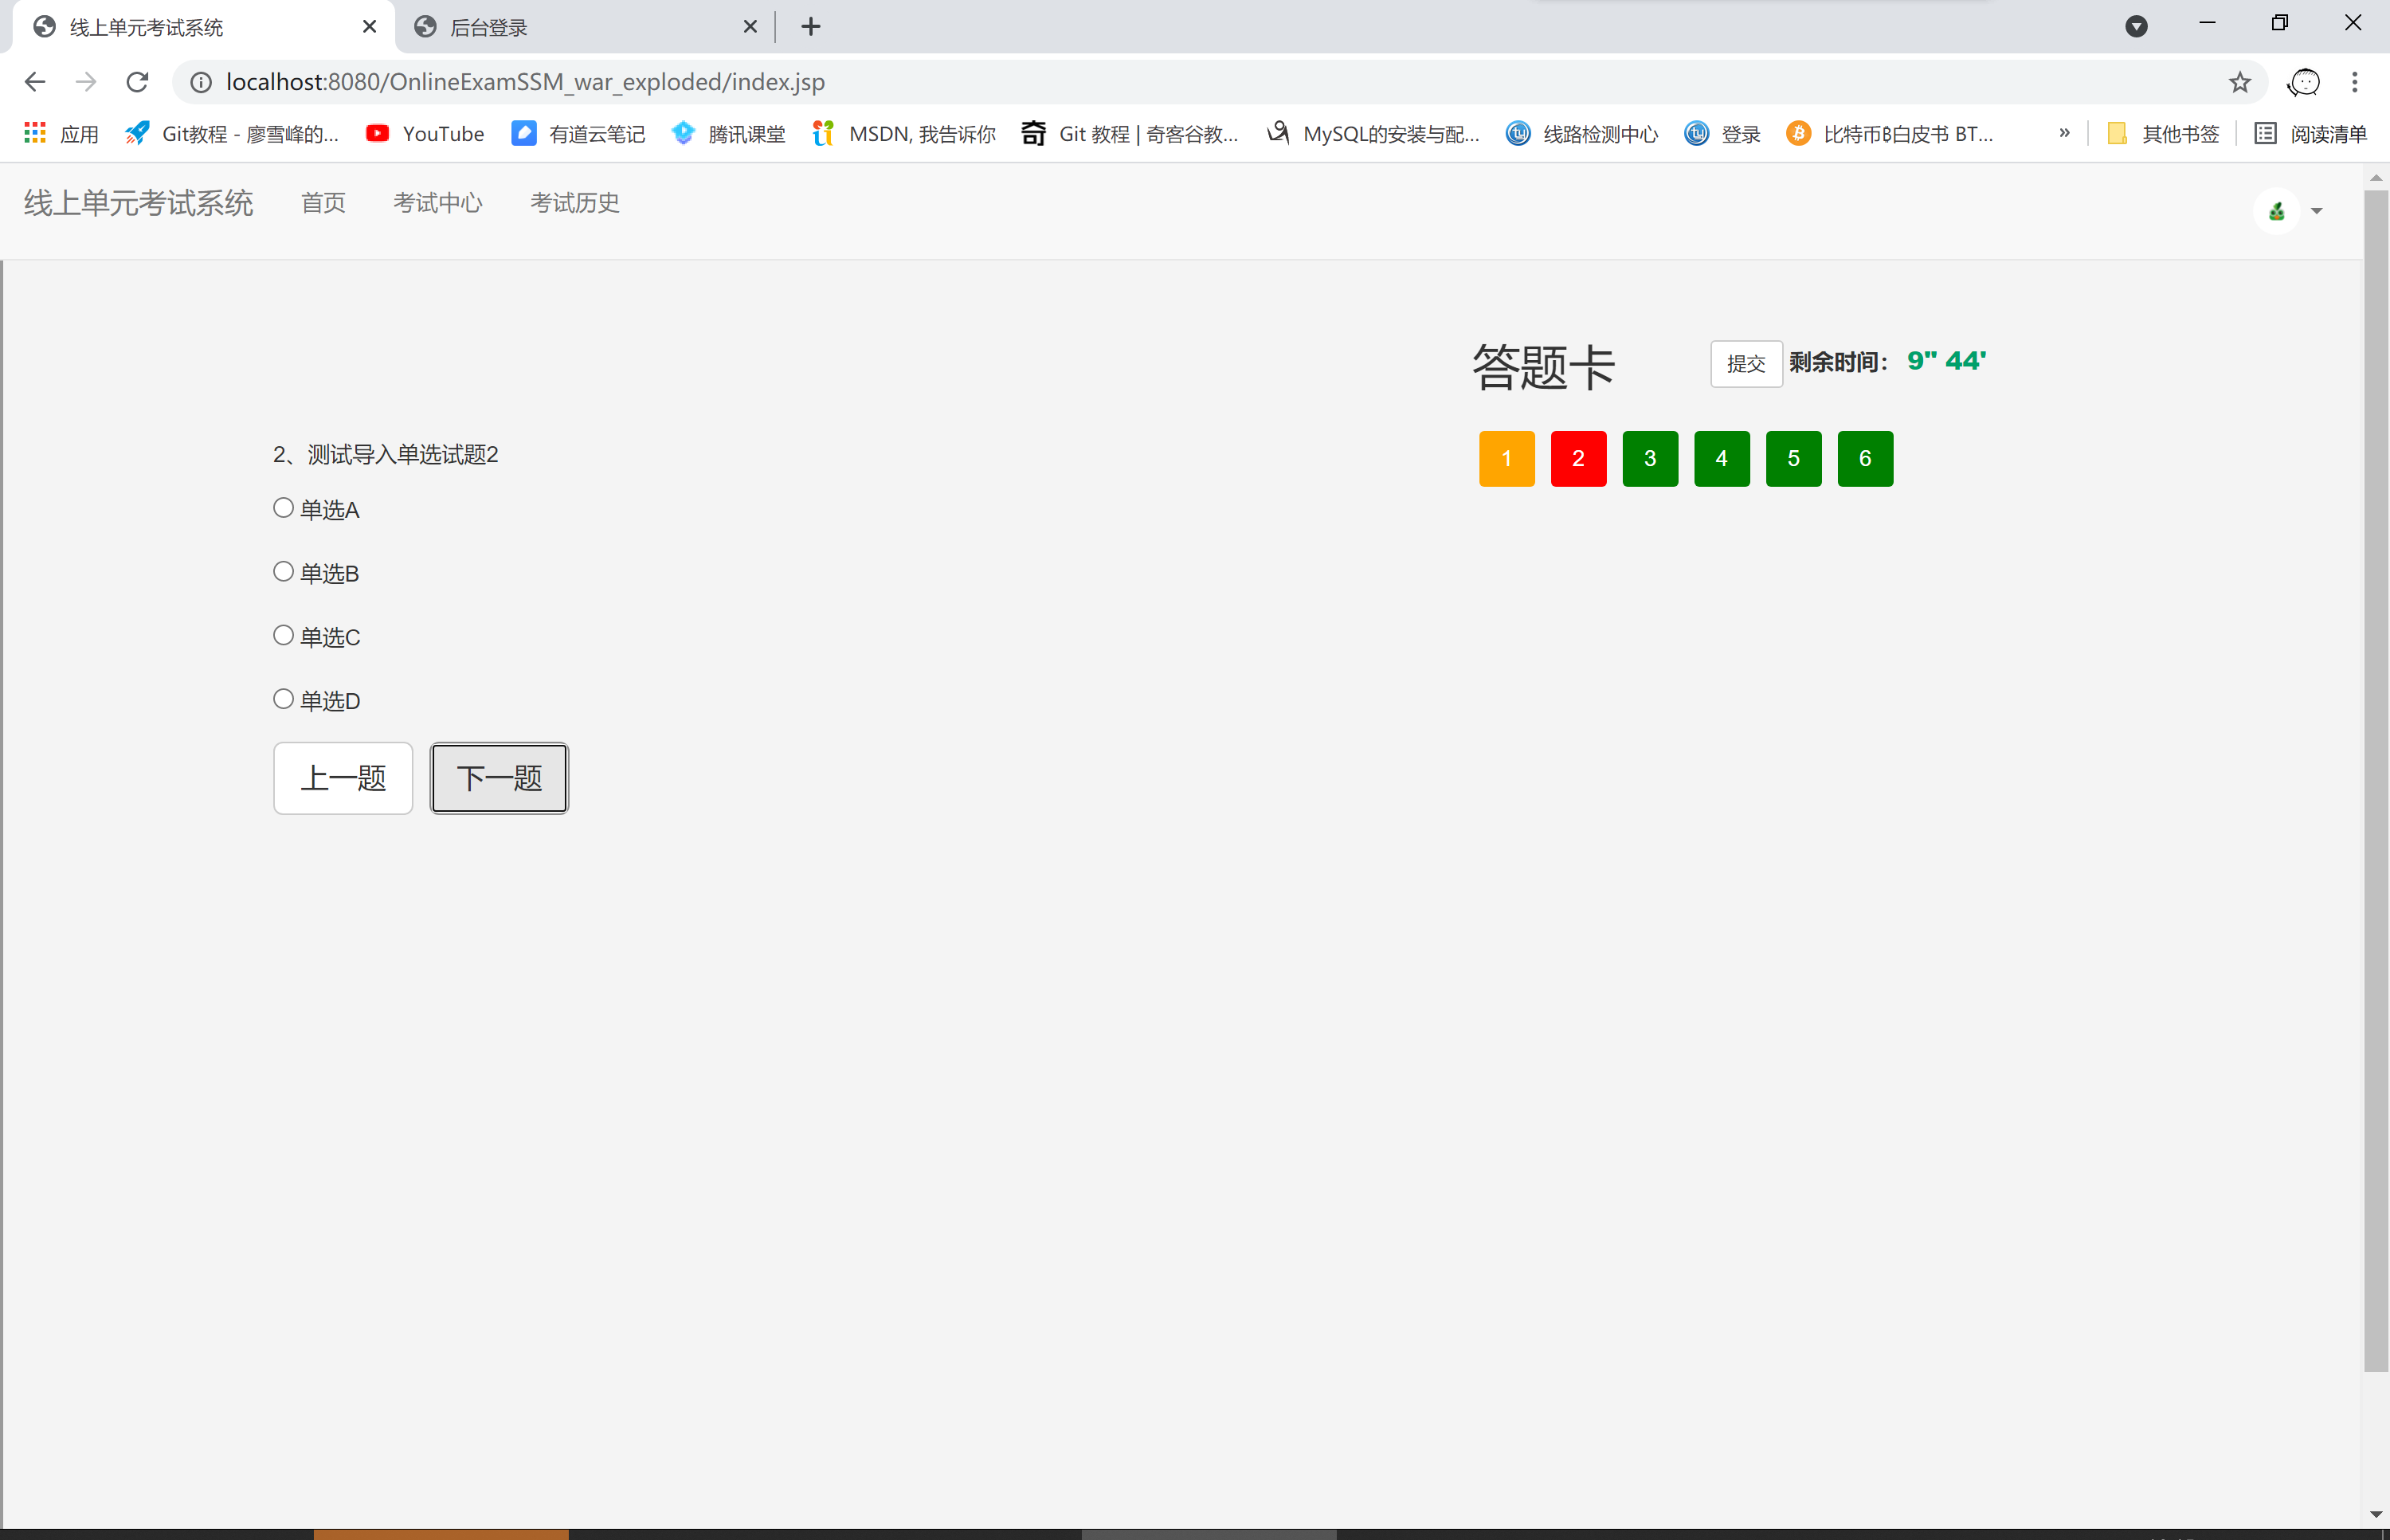 线上单元考试系统
后台登录
localhost:8080/OnlineExamSSM_war_exploded/index.jsp
应用 Git教程 - 廖雪峰的... YouTube 有道云笔记 腾讯课堂 MSDN, 我告诉你 奇 Git 教程 | 奇客谷教... MySQL的安装与配... 线路检测中心 登录 比特币฿白皮书 BT... » 其他书签 阅读清单
线上单元考试系统 首页 考试中心 考试历史
答题卡 提交 剩余时间： 9" 44'
1 2 3 4 5 6
2、测试导入单选试题2
单选A
单选B
单选C
单选D
上一题 下一题